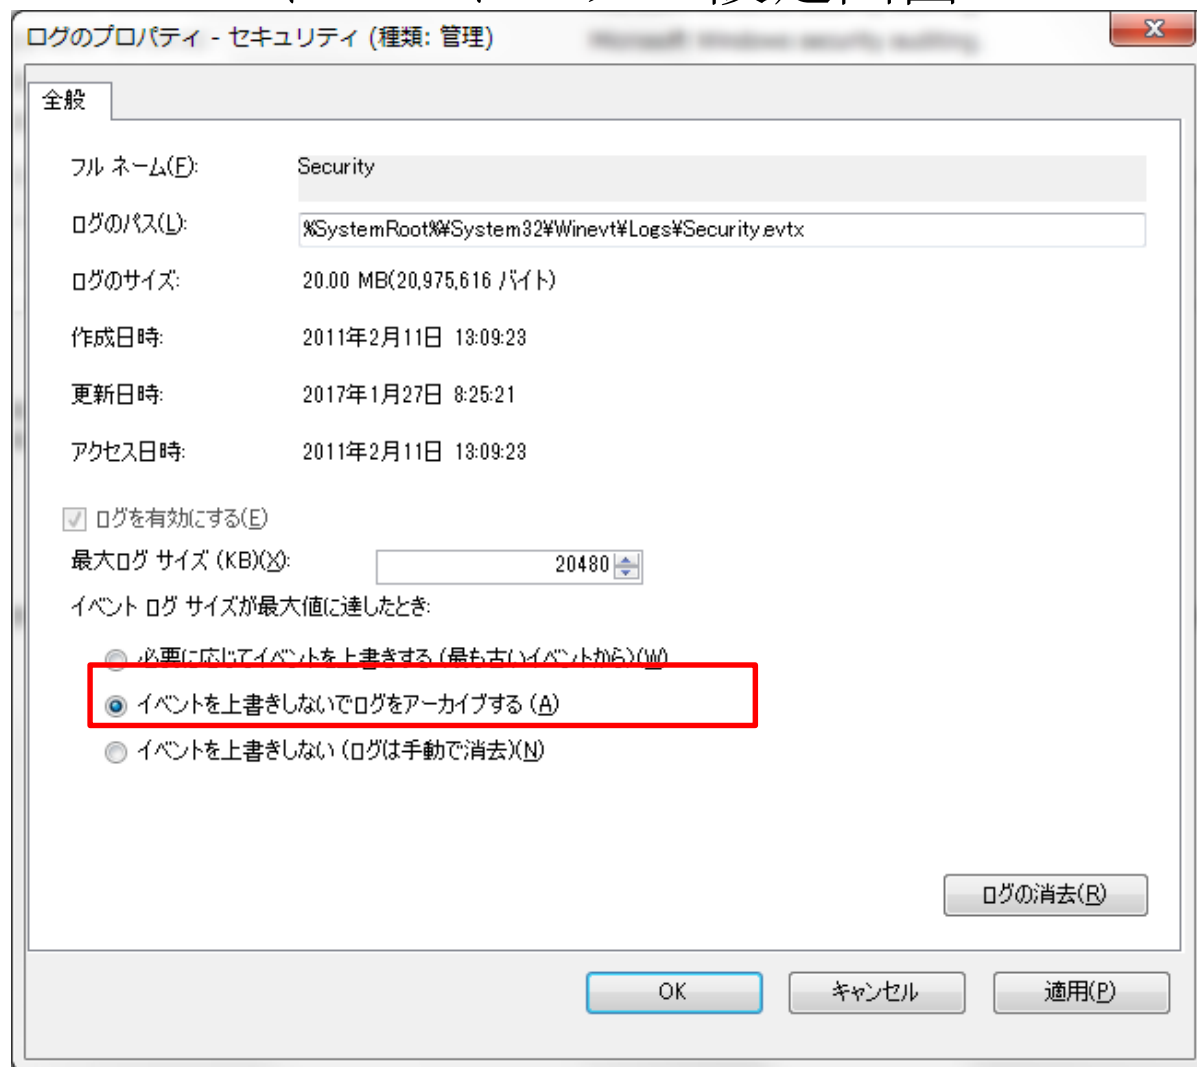 ログのプロパティ - セキュリティ (種類: 管理)
全般
フル ネーム(F): Security
ログのパス(L): %SystemRoot%¥System32¥Winevt¥Logs¥Security.evtx
ログのサイズ: 20.00 MB(20,975,616 バイト)
作成日時: 2011年2月11日 13:09:23
更新日時: 2017年1月27日 8:25:21
アクセス日時: 2011年2月11日 13:09:23
ログを有効にする(E)
最大ログ サイズ (KB)(X): 20480
イベント ログ サイズが最大値に達したとき:
必要に応じてイベントを上書きする (最も古いイベントから)(W)
イベントを上書きしないでログをアーカイブする (A)
イベントを上書きしない (ログは手動で消去)(N)
ログの消去(R)
OK キャンセル 適用(P)